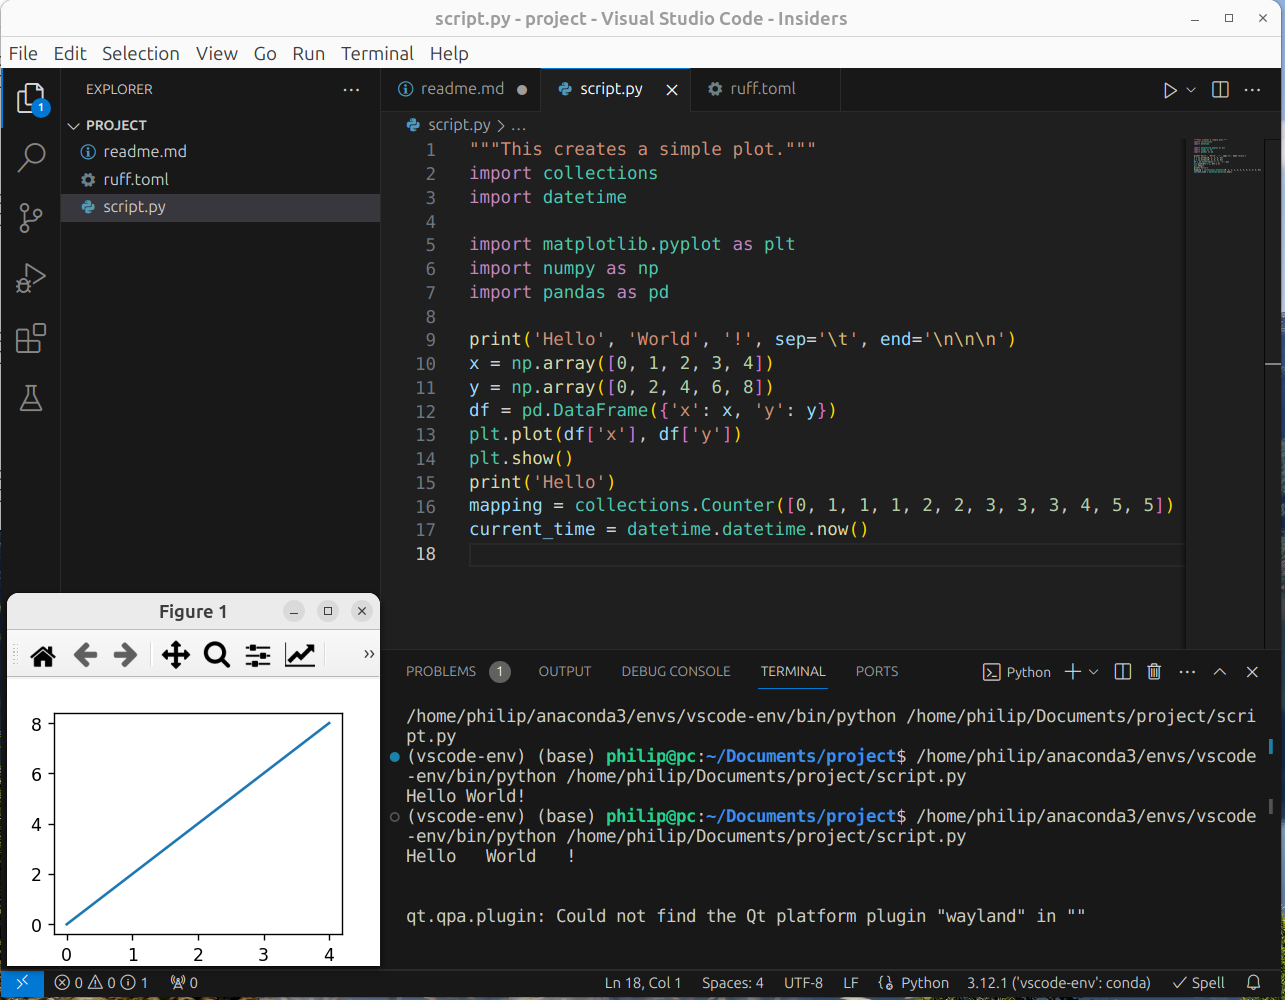 script.py - project - Visual Studio Code - Insiders
File Edit Selection View Go Run Terminal Help
EXPLORER
1
PROJECT
readme.md
ruff.toml
script.py
readme.md
script.py
ruff.toml
script.py > ...
1 """This creates a simple plot."""
2 import collections
3 import datetime
4
5 import matplotlib.pyplot as plt
6 import numpy as np
7 import pandas as pd
8
9 print('Hello', 'World', '!', sep='\t', end='\n\n\n')
10 x = np.array([0, 1, 2, 3, 4])
11 y = np.array([0, 2, 4, 6, 8])
12 df = pd.DataFrame({'x': x, 'y': y})
13 plt.plot(df['x'], df['y'])
14 plt.show()
15 print('Hello')
16 mapping = collections.Counter([0, 1, 1, 1, 2, 2, 3, 3, 3, 4, 5, 5])
17 current_time = datetime.datetime.now()
18
Figure 1
8
6
4
2
0
0 1 2 3 4
PROBLEMS 1 OUTPUT DEBUG CONSOLE TERMINAL PORTS Python
/home/philip/anaconda3/envs/vscode-env/bin/python /home/philip/Documents/project/scri
pt.py
(vscode-env) (base) philip@pc:~/Documents/project$ /home/philip/anaconda3/envs/vscode
-env/bin/python /home/philip/Documents/project/script.py
Hello World!
(vscode-env) (base) philip@pc:~/Documents/project$ /home/philip/anaconda3/envs/vscode
-env/bin/python /home/philip/Documents/project/script.py
Hello World !
qt.qpa.plugin: Could not find the Qt platform plugin "wayland" in ""
0 0 1 0 Ln 18, Col 1 Spaces: 4 UTF-8 LF Python 3.12.1 ('vscode-env': conda) Spell